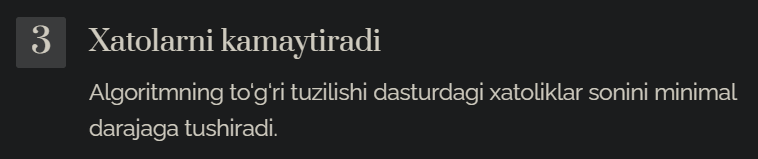 3
Xatolarni kamaytiradi
Algoritmning to'g'ri tuzilishi dasturdagi xatoliklar sonini minimal
darajaga tushiradi.